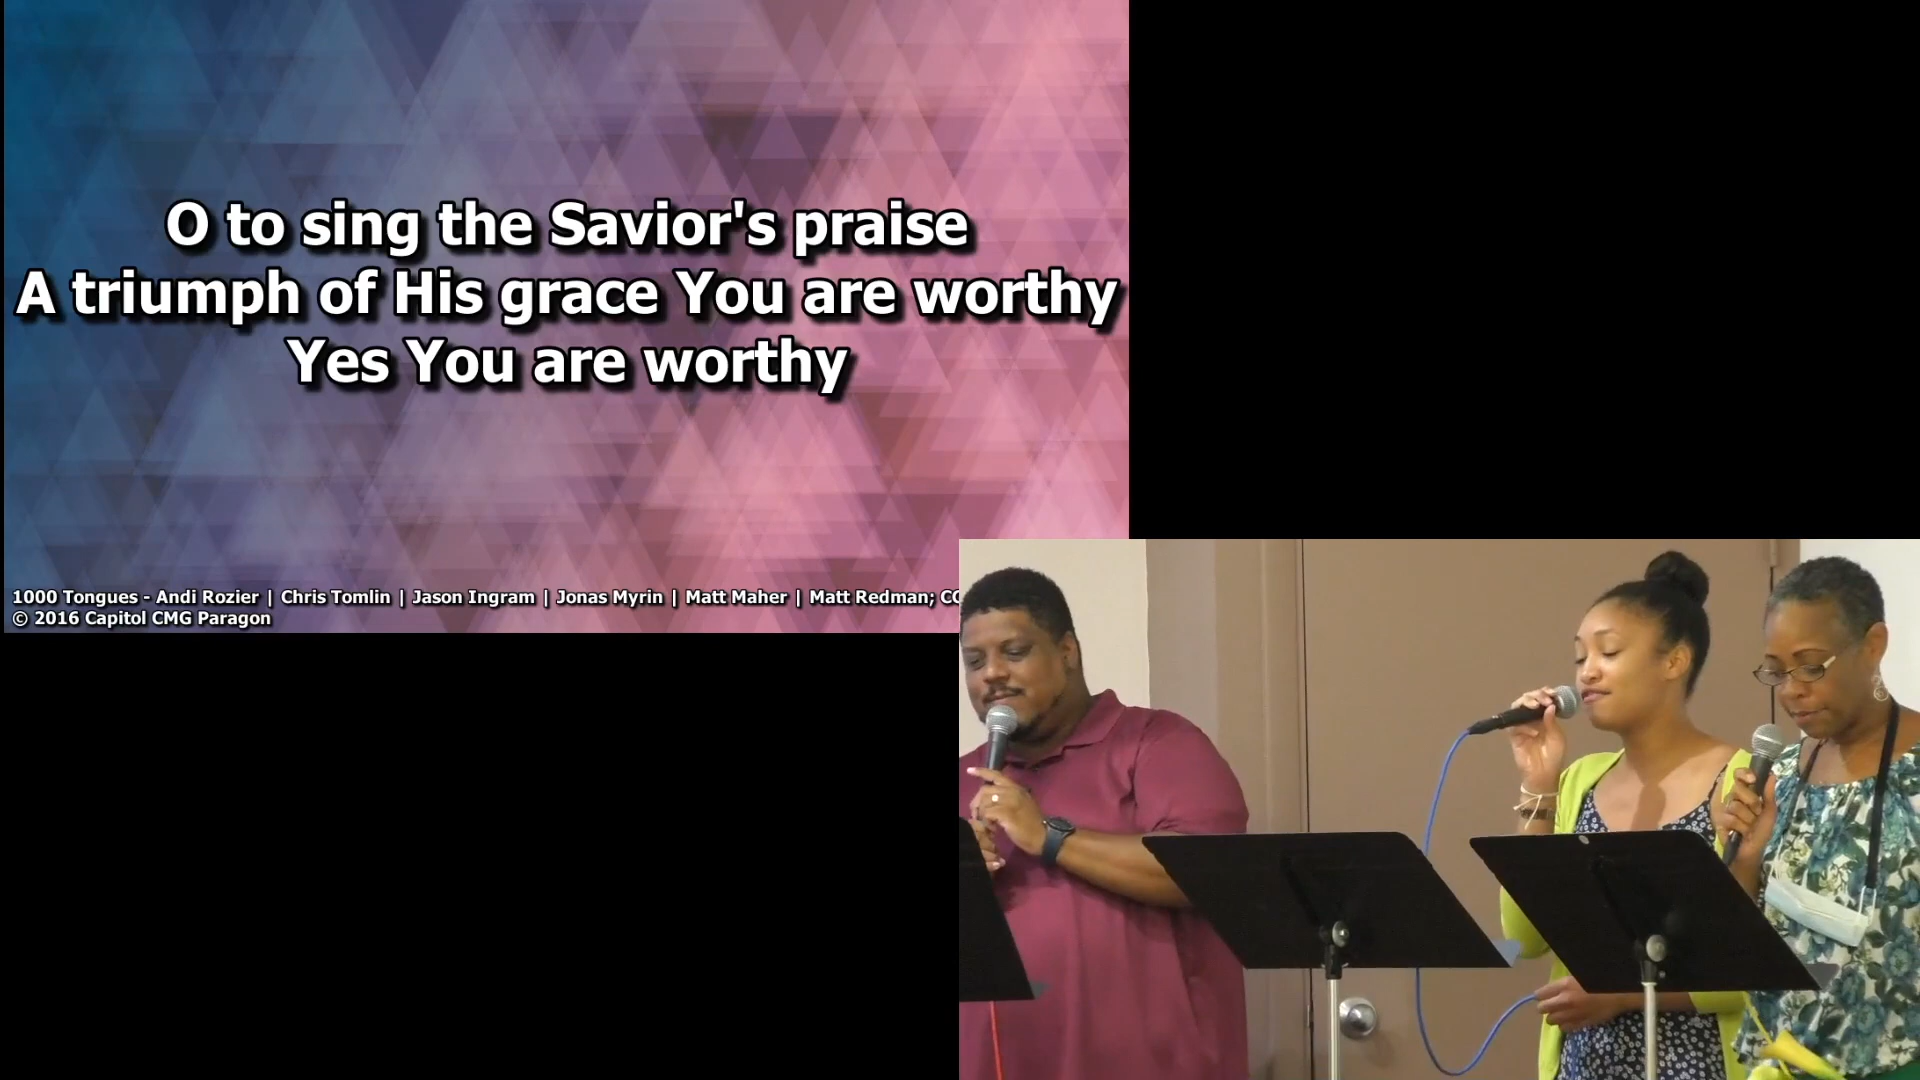 O to sing the Savior's praise
A triumph of His grace You are worthy
Yes You are worthy
1000 Tongues - Andi Rozier | Chris Tomlin | Jason Ingram | Jonas Myrin | Matt Maher | Matt Redman;
© 2016 Capitol CMG Paragon